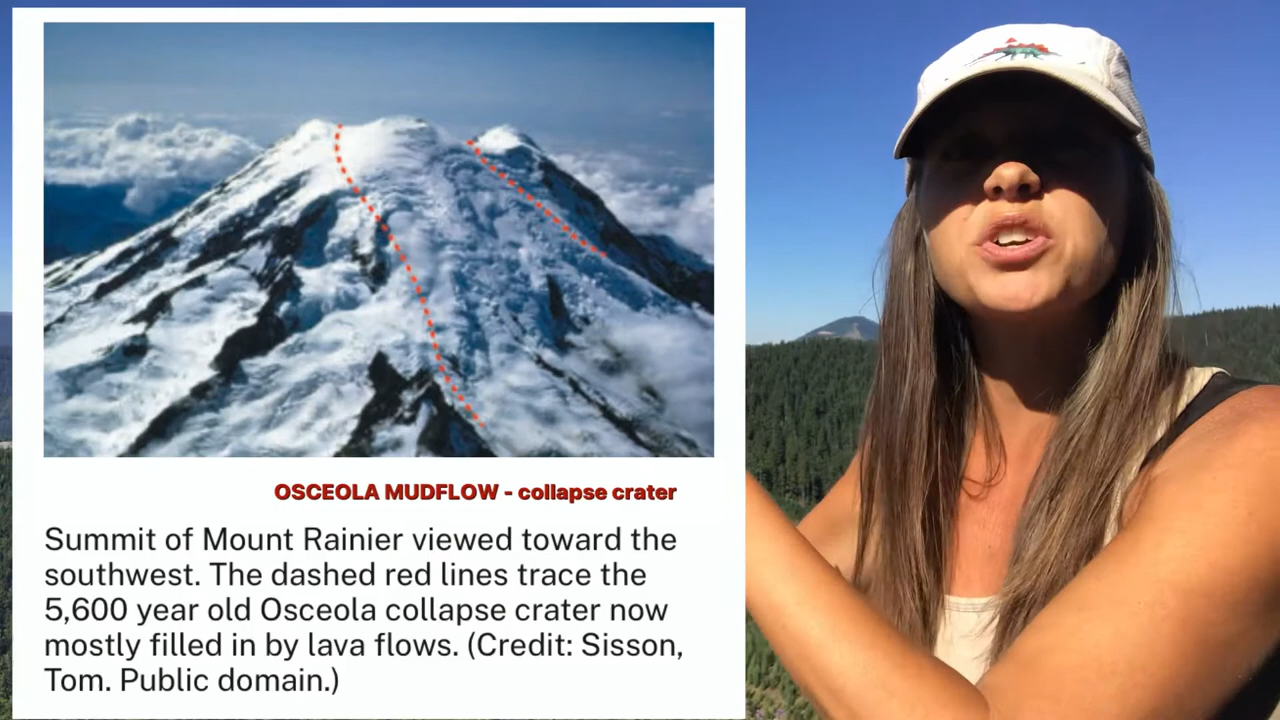 OSCEOLA MUDFLOW - collapse crater
Summit of Mount Rainier viewed toward the
southwest. The dashed red lines trace the
5,600 year old Osceola collapse crater now
mostly filled in by lava flows. (Credit: Sisson,
Tom. Public domain.)